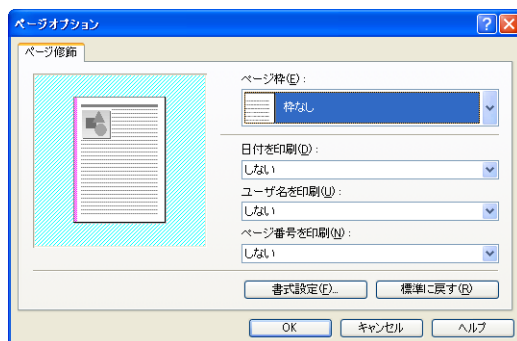 ページオプション
ページ修飾
ページ枠(E):
枠なし
日付を印刷(D):
しない
ユーザ名を印刷(U):
しない
ページ番号を印刷(N):
しない
書式設定(F)...
標準に戻す(R)
OK
キャンセル
ヘルプ